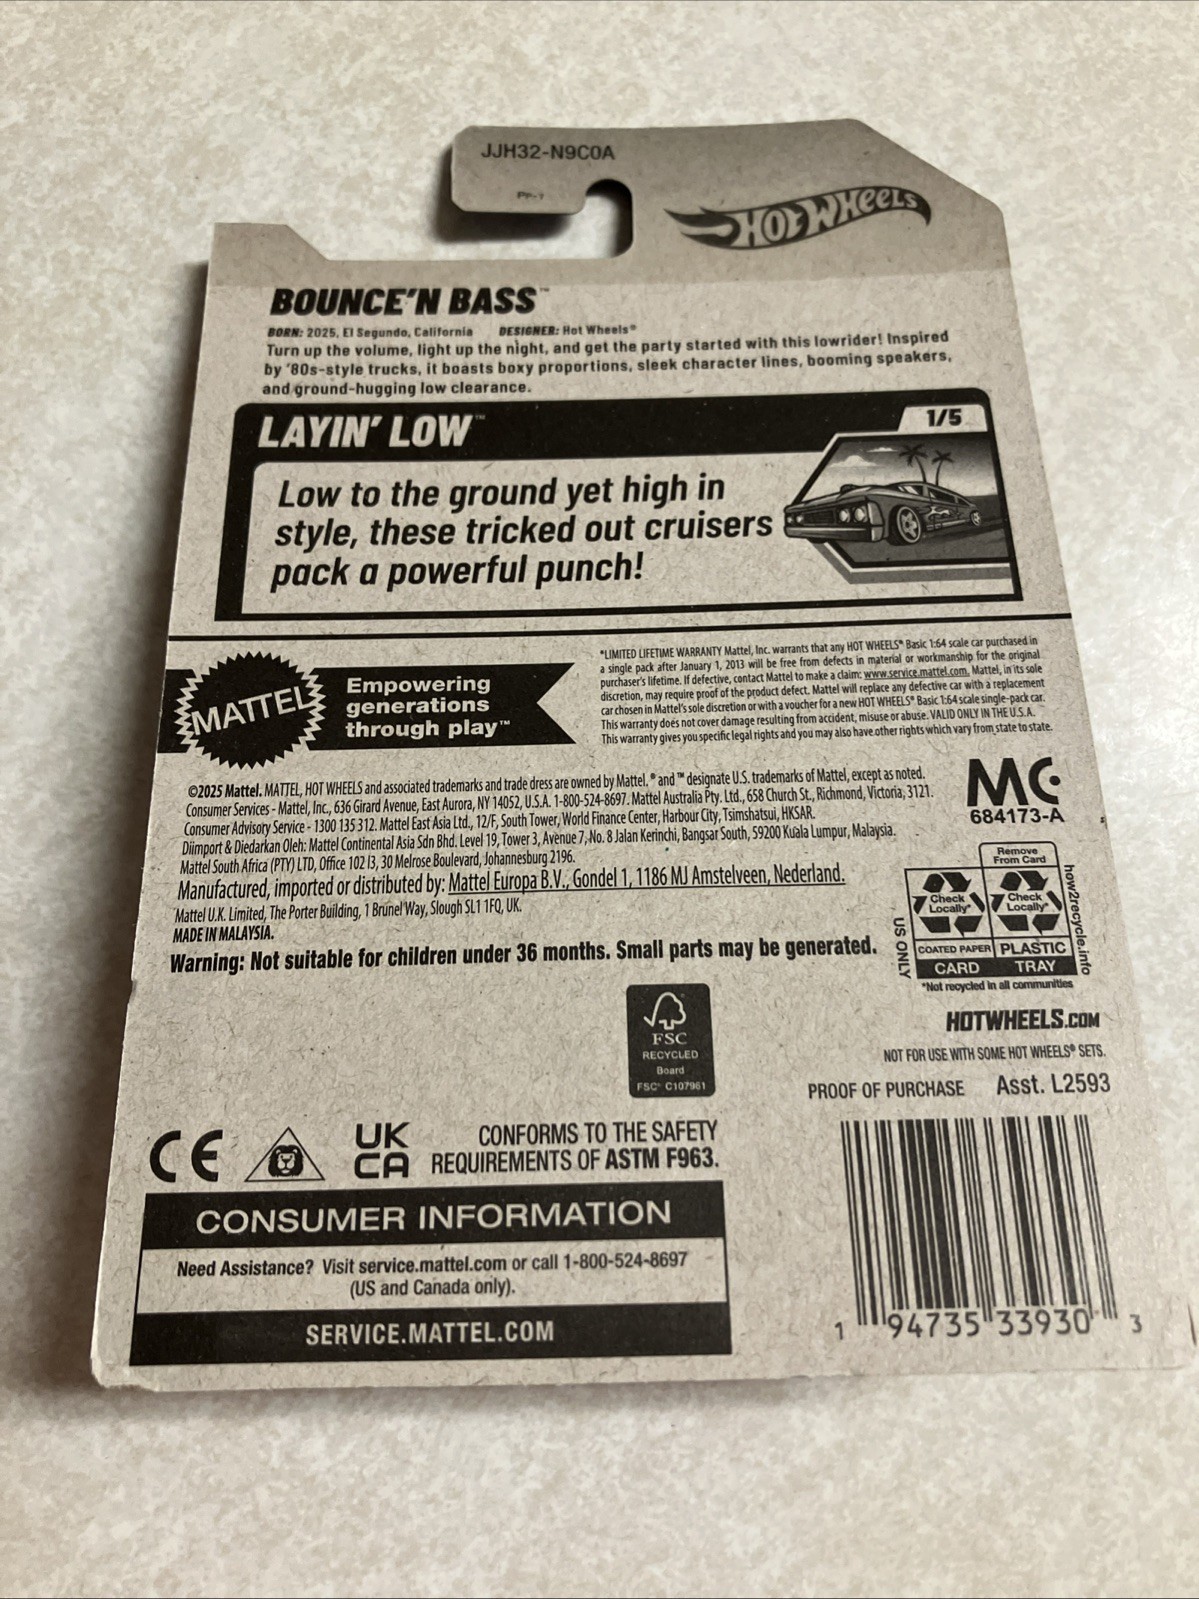 JJH32-N9C0A
HOT WHEELS
BOUNCE'N BASS™
BORN: 2025, El Segundo, California DESIGNER: Hot Wheels®
Turn up the volume, light up the night, and get the party started with this lowrider! Inspired
by '80s-style trucks, it boasts boxy proportions, sleek character lines, booming speakers,
and ground-hugging low clearance.
LAYIN' LOW™
1/5
Low to the ground yet high in
style, these tricked out cruisers
pack a powerful punch!
MATTEL
Empowering
generations
through play™
*LIMITED LIFETIME WARRANTY Mattel, Inc. warrants that any HOT WHEELS® Basic 1:64 scale car purchased in
a single pack after January 1, 2013 will be free from defects in material or workmanship for the original
purchaser's lifetime. If defective, contact Mattel to make a claim: www.service.mattel.com. Mattel, in its sole
discretion, may require proof of the product defect. Mattel will replace any defective car with a replacement
car chosen in Mattel's sole discretion or with a voucher for a new HOT WHEELS® Basic 1:64 scale single-pack car.
This warranty does not cover damage resulting from accident, misuse or abuse. VALID ONLY IN THE U.S.A.
This warranty gives you specific legal rights and you may also have other rights which vary from state to state.
©2025 Mattel. MATTEL, HOT WHEELS and associated trademarks and trade dress are owned by Mattel. ® and ™ designate U.S. trademarks of Mattel, except as noted.
Consumer Services - Mattel, Inc., 636 Girard Avenue, East Aurora, NY 14052, U.S.A. 1-800-524-8697. Mattel Australia Pty. Ltd., 658 Church St., Richmond, Victoria, 3121.
Consumer Advisory Service - 1300 135 312. Mattel East Asia Ltd., 12/F, South Tower, World Finance Center, Harbour City, Tsimshatsui, HKSAR.
Diimport & Diedarkan Oleh: Mattel Continental Asia Sdn Bhd. Level 19, Tower 3, Avenue 7, No. 8 Jalan Kerinchi, Bangsar South, 59200 Kuala Lumpur, Malaysia.
Mattel South Africa (PTY) LTD, Office 102 I3, 30 Melrose Boulevard, Johannesburg 2196.
Manufactured, imported or distributed by: Mattel Europa B.V., Gondel 1, 1186 MJ Amstelveen, Nederland.
Mattel U.K. Limited, The Porter Building, 1 Brunel Way, Slough SL1 1FQ, UK.
MADE IN MALAYSIA.
Warning: Not suitable for children under 36 months. Small parts may be generated.
MC
684173-A
Remove
From Card
Check
Locally*
Check
Locally*
COATED PAPER
PLASTIC
CARD
TRAY
US ONLY
how2recycle.info
*Not recycled in all communities
FSC
RECYCLED
Board
FSC® C107961
HOTWHEELS.COM
NOT FOR USE WITH SOME HOT WHEELS® SETS.
PROOF OF PURCHASE Asst. L2593
CE
UK
CA
CONFORMS TO THE SAFETY
REQUIREMENTS OF ASTM F963.
CONSUMER INFORMATION
Need Assistance? Visit service.mattel.com or call 1-800-524-8697
(US and Canada only).
SERVICE.MATTEL.COM
1 94735 33930 3